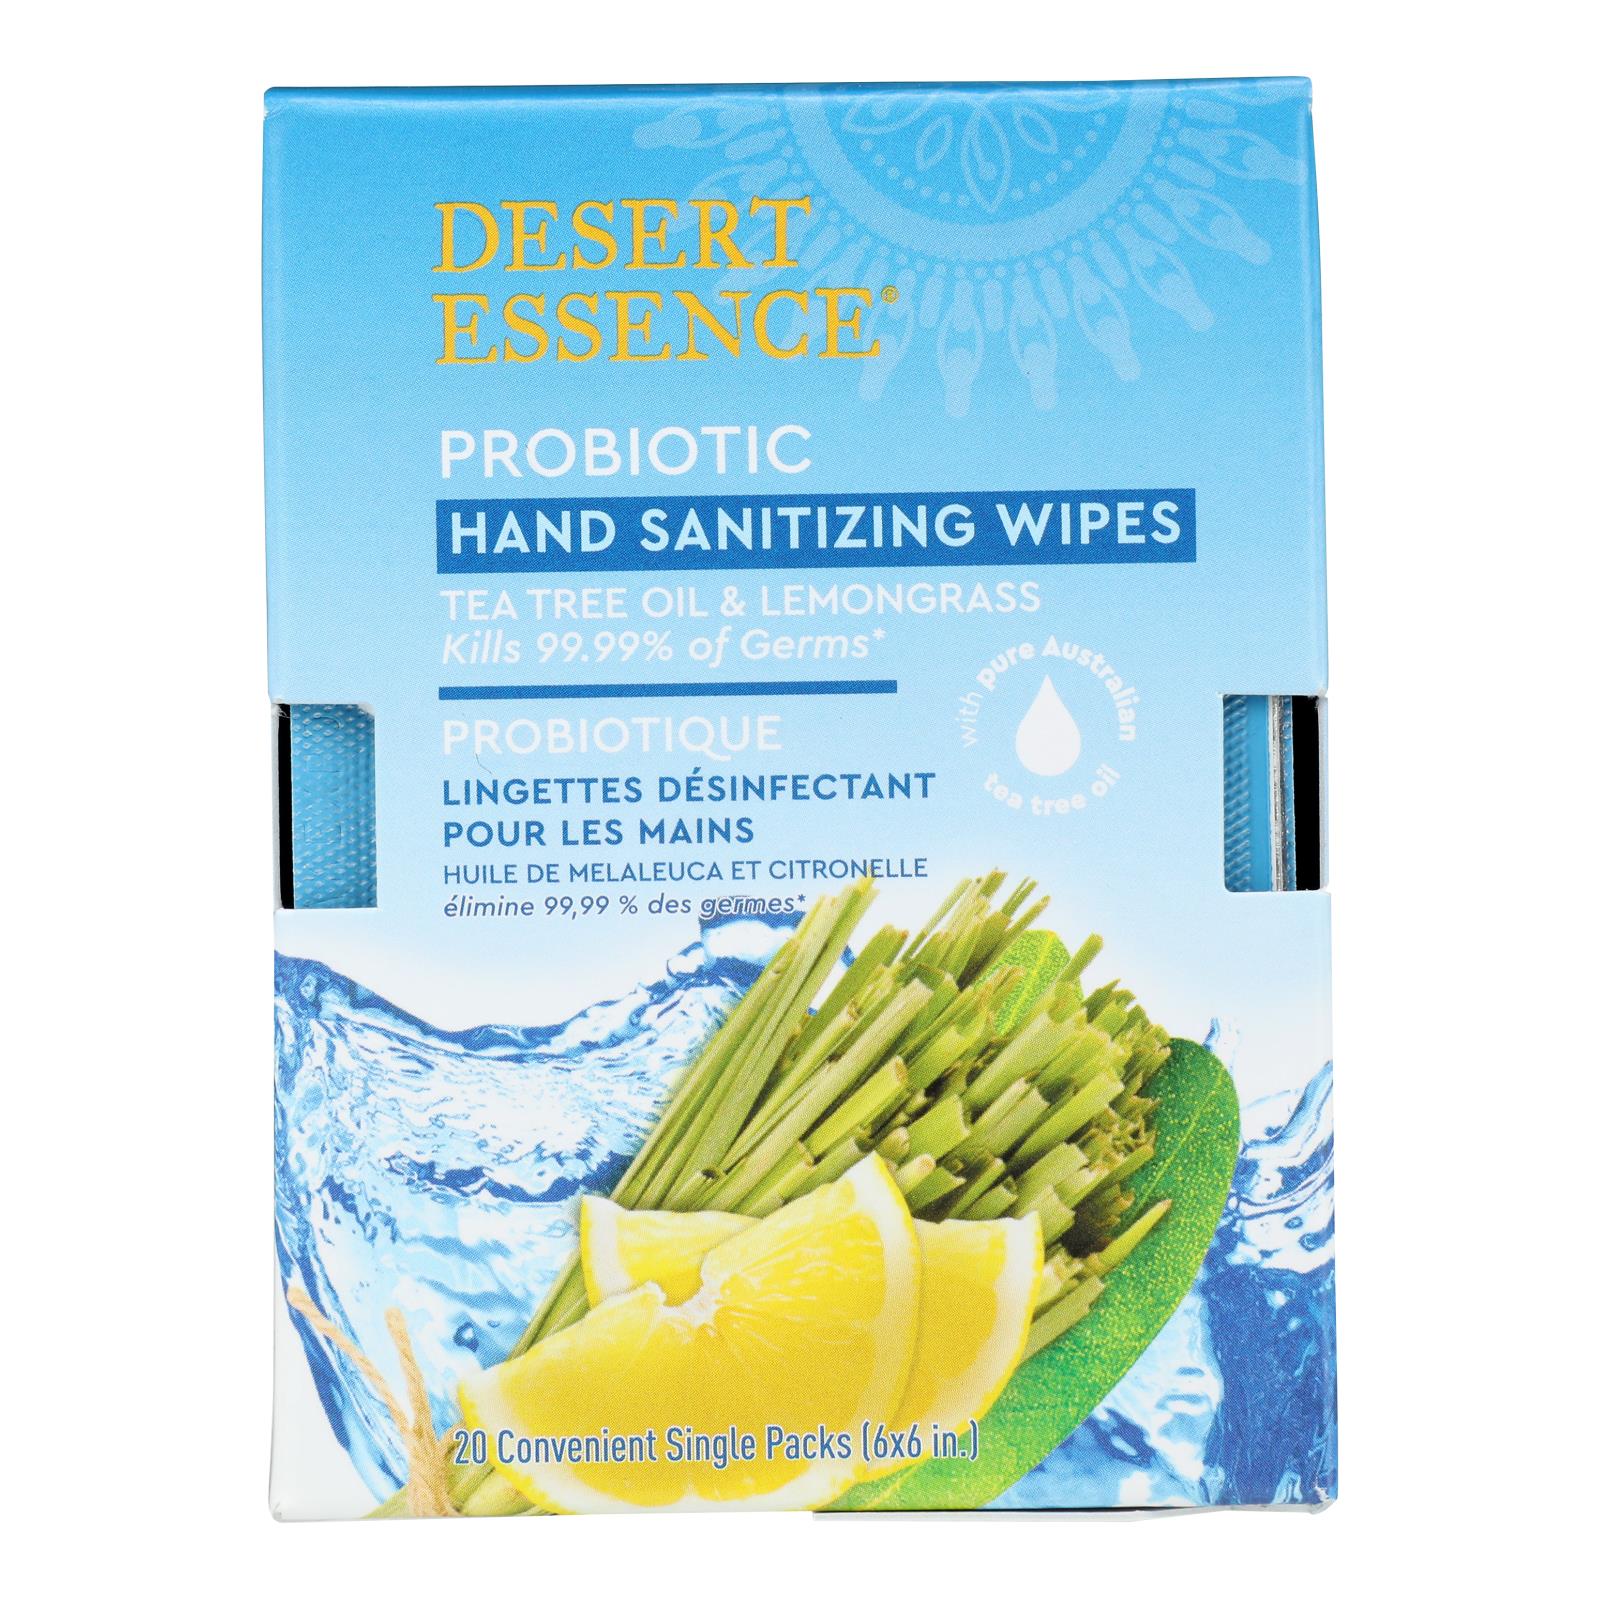 DESERT
ESSENCE®
PROBIOTIC
HAND SANITIZING WIPES
TEA TREE OIL & LEMONGRASS
Kills 99.99% of Germs*
with pure Australian
tea tree oil
PROBIOTIQUE
LINGETTES DÉSINFECTANT
POUR LES MAINS
HUILE DE MELALEUCA ET CITRONELLE
élimine 99,99 % des germes*
20 Convenient Single Packs (6x6 in.)